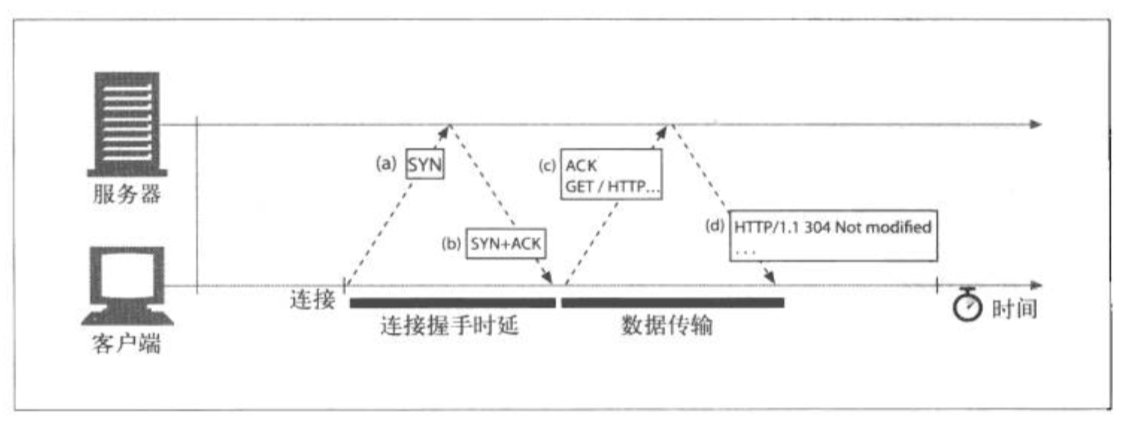 服务器
(a) SYN
(b) SYN+ACK
(c) ACK
GET / HTTP...
(d) HTTP/1.1 304 Not modified
...
连接
连接握手时延
数据传输
时间
客户端